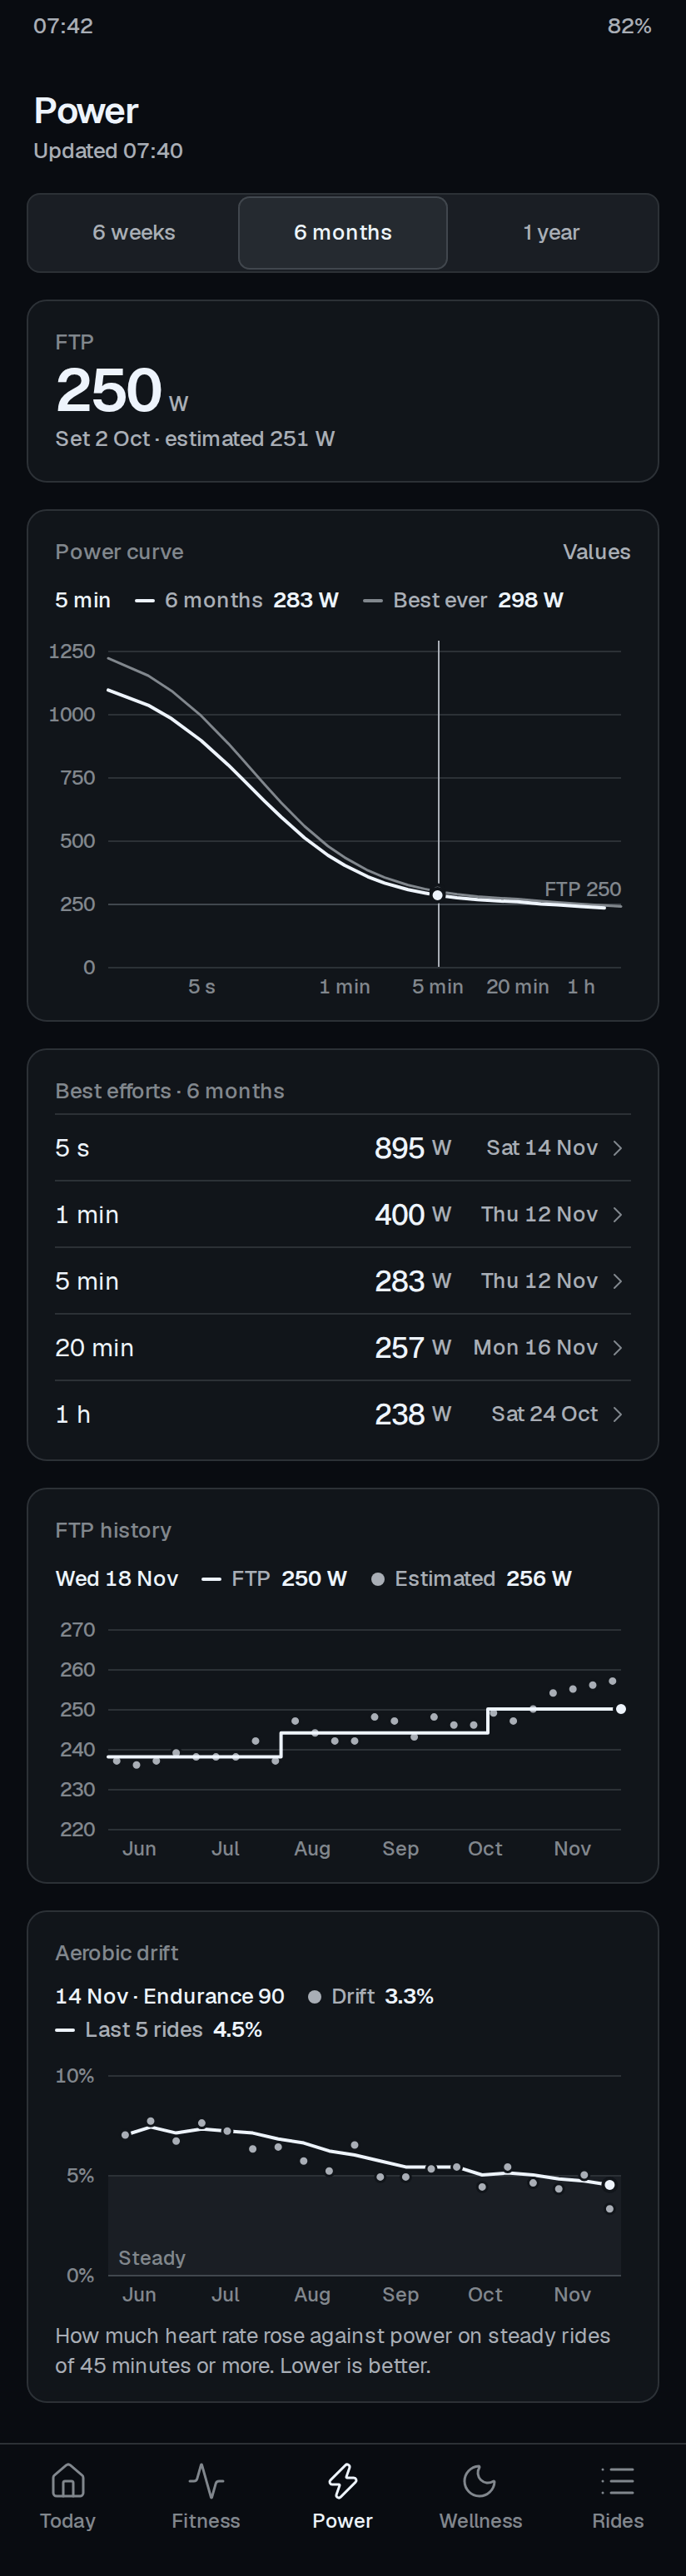 07:42 82%
Power
Updated 07:40
6 weeks 6 months 1 year
FTP
250 W
Set 2 Oct · estimated 251 W
Power curve Values
5 min 6 months 283 W Best ever 298 W
1250
1000
750
500
FTP 250
250
0
5 s 1 min 5 min 20 min 1 h
Best efforts · 6 months
5 s 895 W Sat 14 Nov
1 min 400 W Thu 12 Nov
5 min 283 W Thu 12 Nov
20 min 257 W Mon 16 Nov
1 h 238 W Sat 24 Oct
FTP history
Wed 18 Nov FTP 250 W Estimated 256 W
270
260
250
240
230
220
Jun Jul Aug Sep Oct Nov
Aerobic drift
14 Nov · Endurance 90 Drift 3.3%
Last 5 rides 4.5%
10%
5%
Steady
0%
Jun Jul Aug Sep Oct Nov
How much heart rate rose against power on steady rides
of 45 minutes or more. Lower is better.
Today Fitness Power Wellness Rides